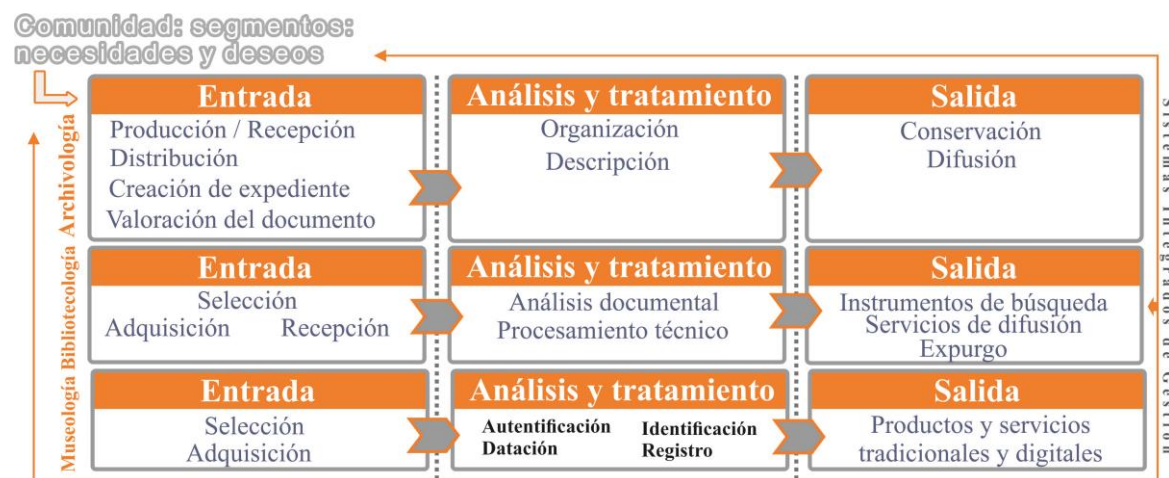 Comunidad: segmentos:
necesidades y deseos
Archivología
Entrada
Producción / Recepción
Distribución
Creación de expediente
Valoración del documento
Análisis y tratamiento
Organización
Descripción
Salida
Conservación
Difusión
Bibliotecología
Entrada
Selección
Adquisición Recepción
Análisis y tratamiento
Análisis documental
Procesamiento técnico
Salida
Instrumentos de búsqueda
Servicios de difusión
Expurgo
Museología
Entrada
Selección
Adquisición
Análisis y tratamiento
Autentificación Identificación
Datación Registro
Salida
Productos y servicios
tradicionales y digitales
Sistemas Integrados de Gestión